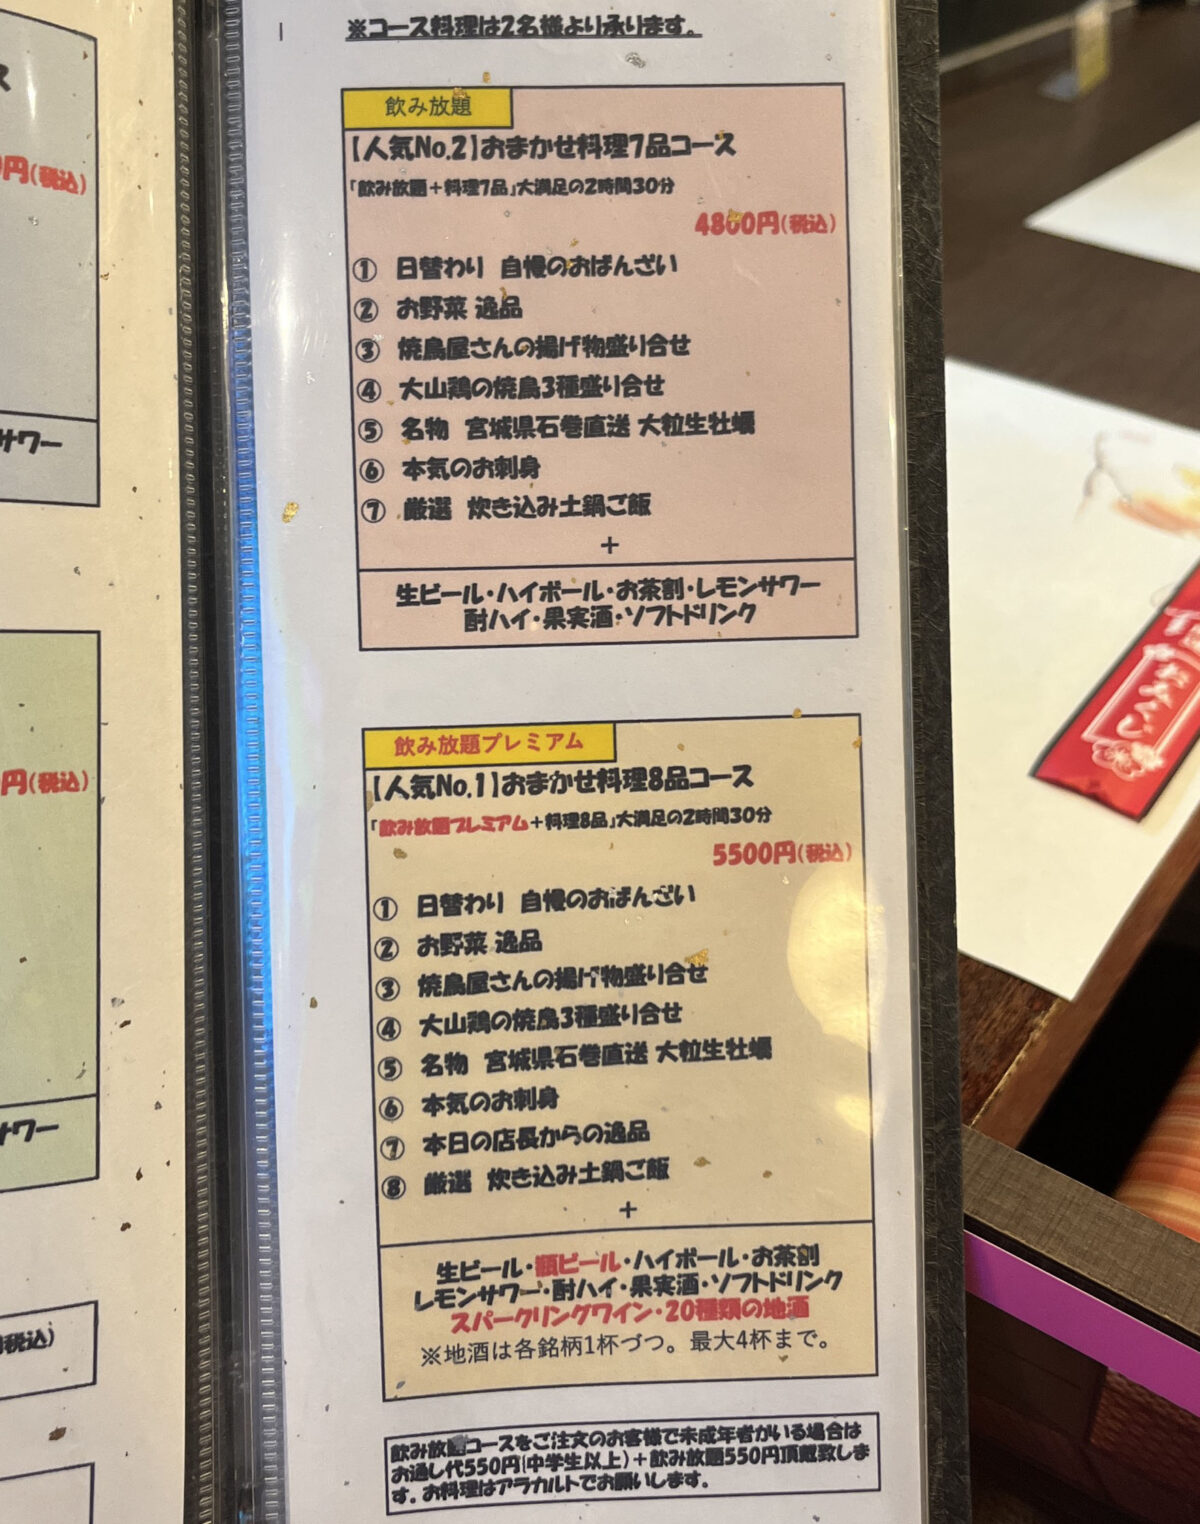 ス
円(税込)
サワー
円(税込)
サワー
税込)
※コース料理は2名様より承ります。
飲み放題
【人気No.2】おまかせ料理7品コース
「飲み放題+料理7品」大満足の2時間30分
4800円(税込)
① 日替わり 自慢のおばんざい
② お野菜 逸品
③ 焼鳥屋さんの揚げ物盛り合せ
④ 大山鶏の焼鳥3種盛り合せ
⑤ 名物 宮城県石巻直送 大粒生牡蠣
⑥ 本気のお刺身
⑦ 厳選 炊き込み土鍋ご飯
+
生ビール・ハイボール・お茶割・レモンサワー
酎ハイ・果実酒・ソフトドリンク
飲み放題プレミアム
【人気No.1】おまかせ料理8品コース
「飲み放題プレミアム+料理8品」大満足の2時間30分
5500円(税込)
① 日替わり 自慢のおばんざい
② お野菜 逸品
③ 焼鳥屋さんの揚げ物盛り合せ
④ 大山鶏の焼鳥3種盛り合せ
⑤ 名物 宮城県石巻直送 大粒生牡蠣
⑥ 本気のお刺身
⑦ 本日の店長からの逸品
⑧ 厳選 炊き込み土鍋ご飯
+
生ビール・瓶ビール・ハイボール・お茶割
レモンサワー・酎ハイ・果実酒・ソフトドリンク
スパークリングワイン・20種類の地酒
※地酒は各銘柄1杯づつ。最大4杯まで。
飲み放題コースをご注文のお客様で未成年者がいる場合は
お通し代550円(中学生以上)+飲み放題550円頂戴致しま
す。お料理はアラカルトでお願いします。